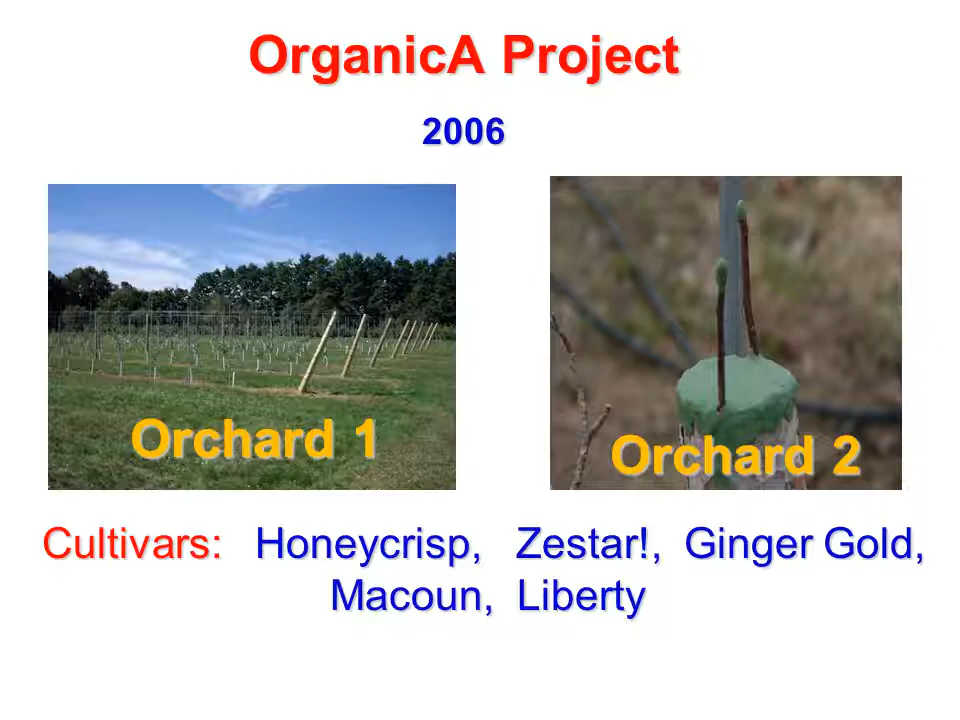 OrganicA Project
2006
Orchard 1
Orchard 2
Cultivars: Honeycrisp, Zestar!, Ginger Gold,
Macoun, Liberty